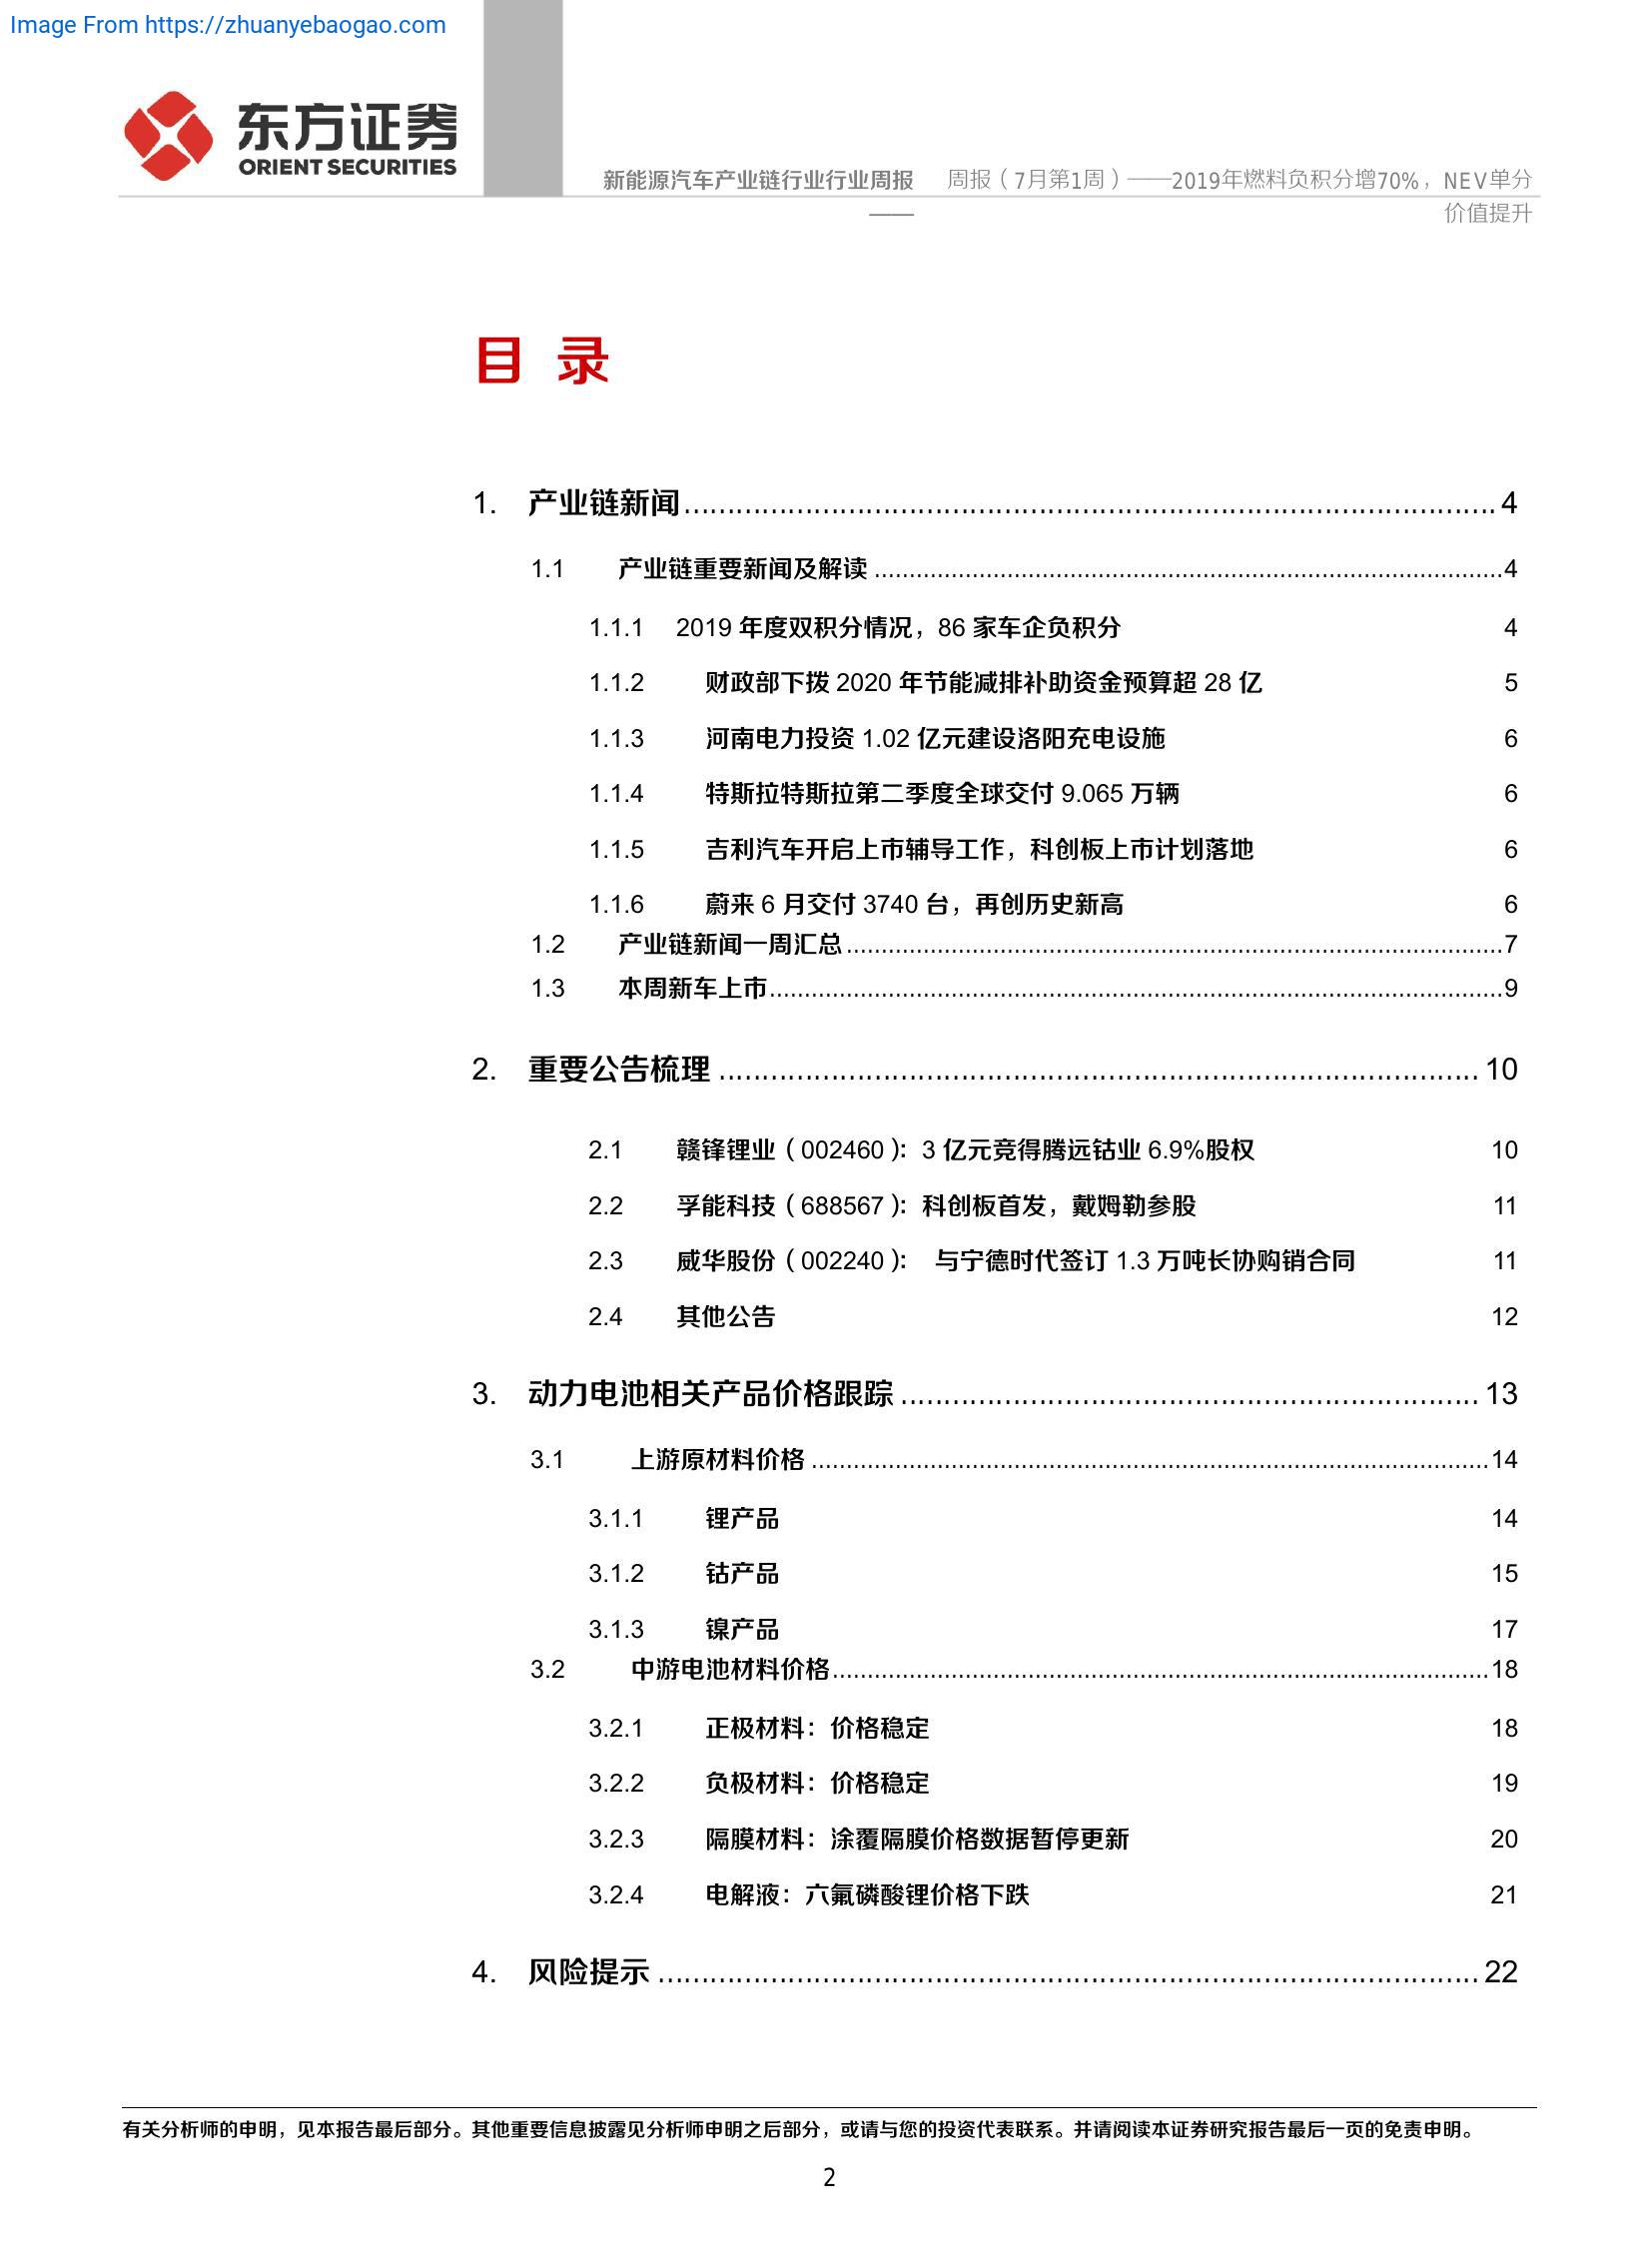 Image From https://zhuanyebaogao.com
东方证券
ORIENT SECURITIES
新能源汽车产业链行业行业周报 周报（7月第1周）——2019年燃料负积分增70%，NEV单分
—— 价值提升
目 录
1. 产业链新闻 4
1.1 产业链重要新闻及解读 4
1.1.1 2019 年度双积分情况，86 家车企负积分 4
1.1.2 财政部下拨 2020 年节能减排补助资金预算超 28 亿 5
1.1.3 河南电力投资 1.02 亿元建设洛阳充电设施 6
1.1.4 特斯拉特斯拉第二季度全球交付 9.065 万辆 6
1.1.5 吉利汽车开启上市辅导工作，科创板上市计划落地 6
1.1.6 蔚来 6 月交付 3740 台，再创历史新高 6
1.2 产业链新闻一周汇总 7
1.3 本周新车上市 9
2. 重要公告梳理 10
2.1 赣锋锂业（002460）：3 亿元竞得腾远钴业 6.9%股权 10
2.2 孚能科技（688567）：科创板首发，戴姆勒参股 11
2.3 威华股份（002240）： 与宁德时代签订 1.3 万吨长协购销合同 11
2.4 其他公告 12
3. 动力电池相关产品价格跟踪 13
3.1 上游原材料价格 14
3.1.1 锂产品 14
3.1.2 钴产品 15
3.1.3 镍产品 17
3.2 中游电池材料价格 18
3.2.1 正极材料：价格稳定 18
3.2.2 负极材料：价格稳定 19
3.2.3 隔膜材料：涂覆隔膜价格数据暂停更新 20
3.2.4 电解液：六氟磷酸锂价格下跌 21
4. 风险提示 22
有关分析师的申明，见本报告最后部分。其他重要信息披露见分析师申明之后部分，或请与您的投资代表联系。并请阅读本证券研究报告最后一页的免责申明。
2